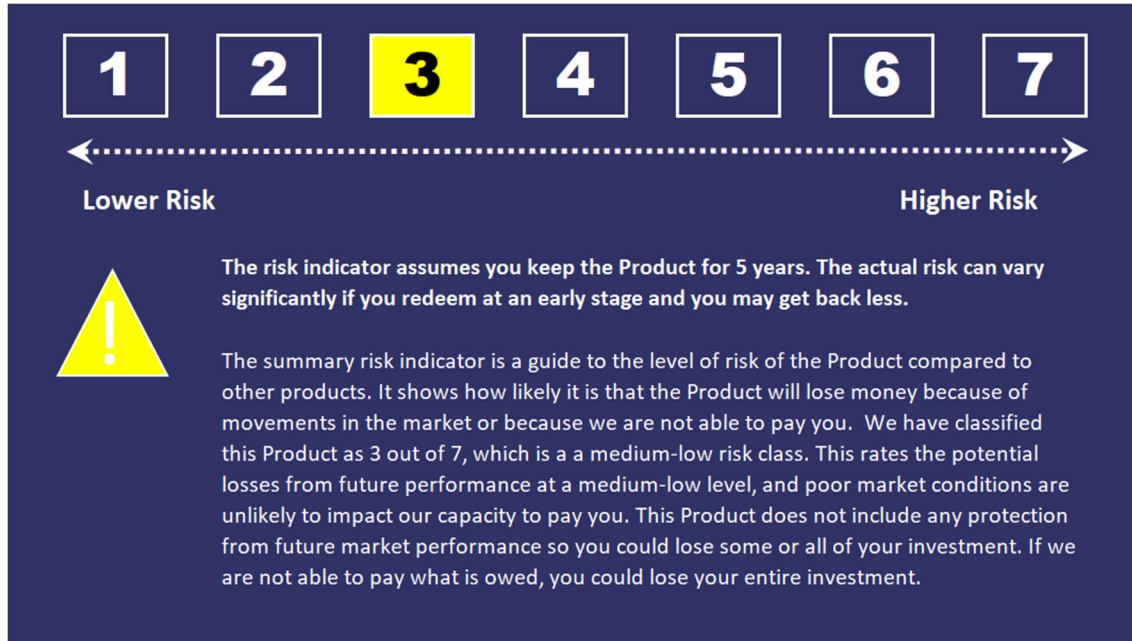 1 2 3 4 5 6 7
Lower Risk Higher Risk
The risk indicator assumes you keep the Product for 5 years. The actual risk can vary
significantly if you redeem at an early stage and you may get back less.
!
The summary risk indicator is a guide to the level of risk of the Product compared to
other products. It shows how likely it is that the Product will lose money because of
movements in the market or because we are not able to pay you.  We have classified
this Product as 3 out of 7, which is a a medium-low risk class. This rates the potential
losses from future performance at a medium-low level, and poor market conditions are
unlikely to impact our capacity to pay you. This Product does not include any protection
from future market performance so you could lose some or all of your investment. If we
are not able to pay what is owed, you could lose your entire investment.